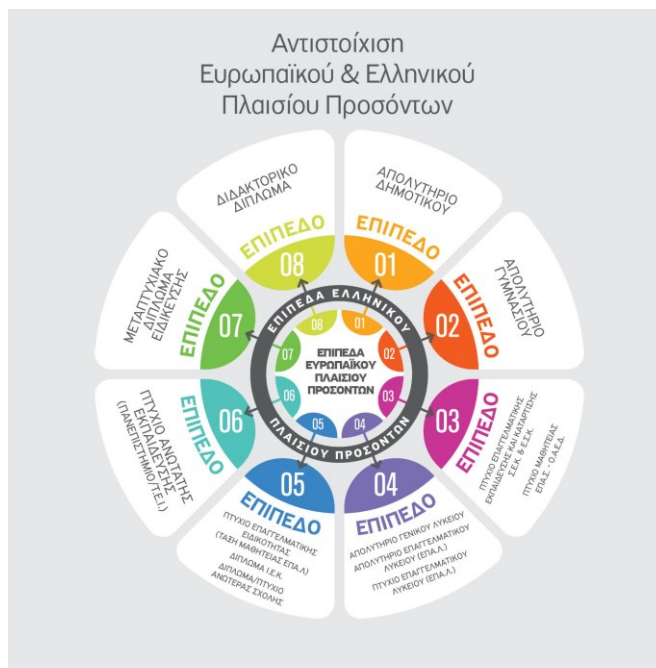 Αντιστοίχιση
Ευρωπαϊκού & Ελληνικού
Πλαισίου Προσόντων
ΑΠΟΛΥΤΗΡΙΟ
ΔΗΜΟΤΙΚΟΥ
ΕΠΙΠΕΔΟ
01
ΑΠΟΛΥΤΗΡΙΟ
ΓΥΜΝΑΣΙΟΥ
ΕΠΙΠΕΔΟ
02
ΠΤΥΧΙΟ ΕΠΑΓΓΕΛΜΑΤΙΚΗΣ
ΕΚΠΑΙΔΕΥΣΗΣ ΚΑΙ ΚΑΤΑΡΤΙΣΗΣ
Σ.Ε.Κ. & Ε.Σ.Κ.
ΠΤΥΧΙΟ ΜΑΘΗΤΕΙΑΣ
ΕΠΑ.Σ. - Ο.Α.Ε.Δ.
ΕΠΙΠΕΔΟ
03
04
ΕΠΙΠΕΔΟ
ΑΠΟΛΥΤΗΡΙΟ ΓΕΝΙΚΟΥ ΛΥΚΕΙΟΥ
ΑΠΟΛΥΤΗΡΙΟ ΕΠΑΓΓΕΛΜΑΤΙΚΟΥ
ΛΥΚΕΙΟΥ (ΕΠΑ.Λ.)
ΠΤΥΧΙΟ ΕΠΑΓΓΕΛΜΑΤΙΚΟΥ
ΛΥΚΕΙΟΥ (ΕΠΑ.Λ.)
05
ΕΠΙΠΕΔΟ
ΠΤΥΧΙΟ ΕΠΑΓΓΕΛΜΑΤΙΚΗΣ
ΕΙΔΙΚΟΤΗΤΑΣ
(ΤΑΞΗ ΜΑΘΗΤΕΙΑΣ ΕΠΑ.Λ)
ΔΙΠΛΩΜΑ Ι.Ε.Κ.
ΔΙΠΛΩΜΑ/ΠΤΥΧΙΟ
ΑΝΩΤΕΡΑΣ ΣΧΟΛΗΣ
06
ΕΠΙΠΕΔΟ
ΠΤΥΧΙΟ ΑΝΩΤΑΤΗΣ
ΕΚΠΑΙΔΕΥΣΗΣ
(ΠΑΝΕΠΙΣΤΗΜΙΟ/Τ.Ε.Ι.)
ΜΕΤΑΠΤΥΧΙΑΚΟ
ΔΙΠΛΩΜΑ
ΕΙΔΙΚΕΥΣΗΣ
ΕΠΙΠΕΔΟ
07
ΔΙΔΑΚΤΟΡΙΚΟ
ΔΙΠΛΩΜΑ
ΕΠΙΠΕΔΟ
08
ΕΠΙΠΕΔΑ ΕΛΛΗΝΙΚΟΥ
ΠΛΑΙΣΙΟΥ ΠΡΟΣΟΝΤΩΝ
01
02
03
04
05
06
07
08
ΕΠΙΠΕΔΑ
ΕΥΡΩΠΑΪΚΟΥ
ΠΛΑΙΣΙΟΥ
ΠΡΟΣΟΝΤΩΝ